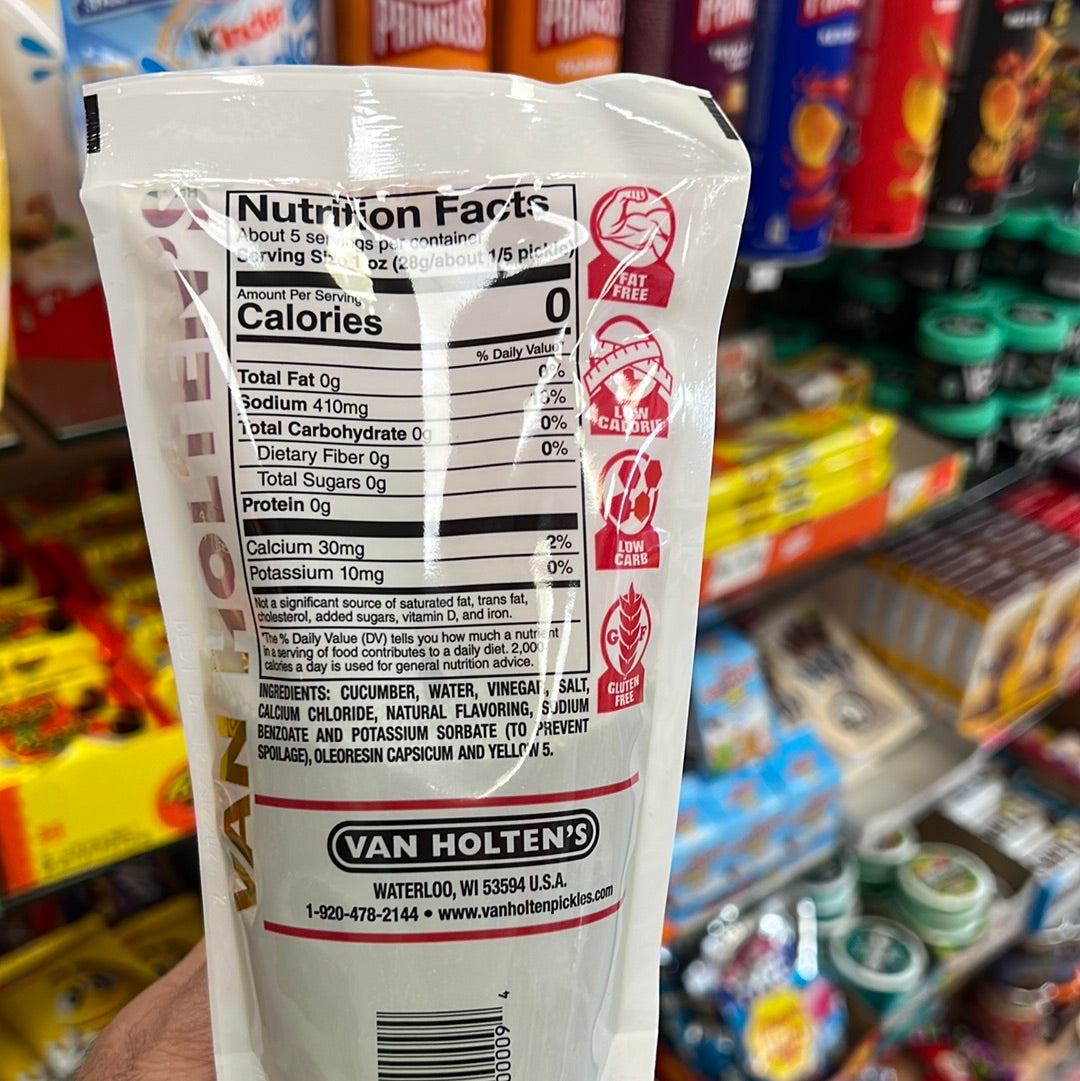 Kinder
PRINGLES
PRINGLES
Nutrition Facts
About 5 servings per container
Serving Size 1 oz (28g/about 1/5 pickle)
Amount Per Serving
Calories 0
% Daily Value
Total Fat 0g 0%
Sodium 410mg
Total Carbohydrate 0g 0%
Dietary Fiber 0g 0%
Total Sugars 0g
Protein 0g
Calcium 30mg 2%
Potassium 10mg 0%
Not a significant source of saturated fat, trans fat,
cholesterol, added sugars, vitamin D, and iron.
*The % Daily Value (DV) tells you how much a nutrient
in a serving of food contributes to a daily diet. 2,000
calories a day is used for general nutrition advice.
INGREDIENTS: CUCUMBER, WATER, VINEGAR, SALT,
CALCIUM CHLORIDE, NATURAL FLAVORING, SODIUM
BENZOATE AND POTASSIUM SORBATE (TO PREVENT
SPOILAGE), OLEORESIN CAPSICUM AND YELLOW 5.
FAT
FREE
LOW
CALORIE
LOW
CARB
G F
GLUTEN
FREE
VAN HOLTEN'S
VAN HOLTEN'S
WATERLOO, WI 53594 U.S.A.
1-920-478-2144 • www.vanholtenpickles.com
00009 4